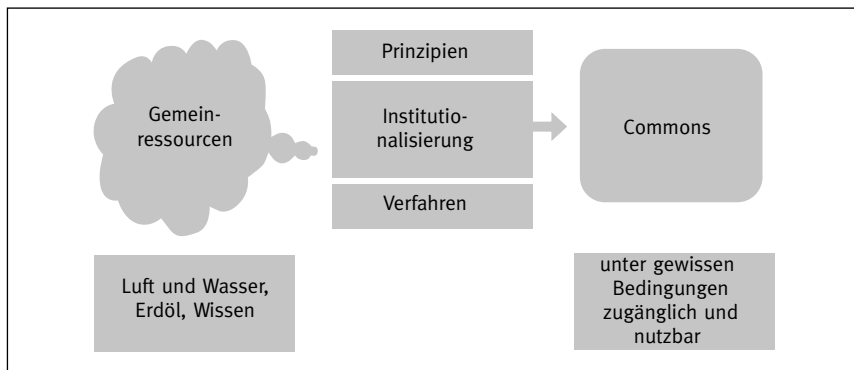 Gemein-
ressourcen
Prinzipien
Institutio-
nalisierung
Verfahren
Commons
Luft und Wasser,
Erdöl, Wissen
unter gewissen
Bedingungen
zugänglich und
nutzbar